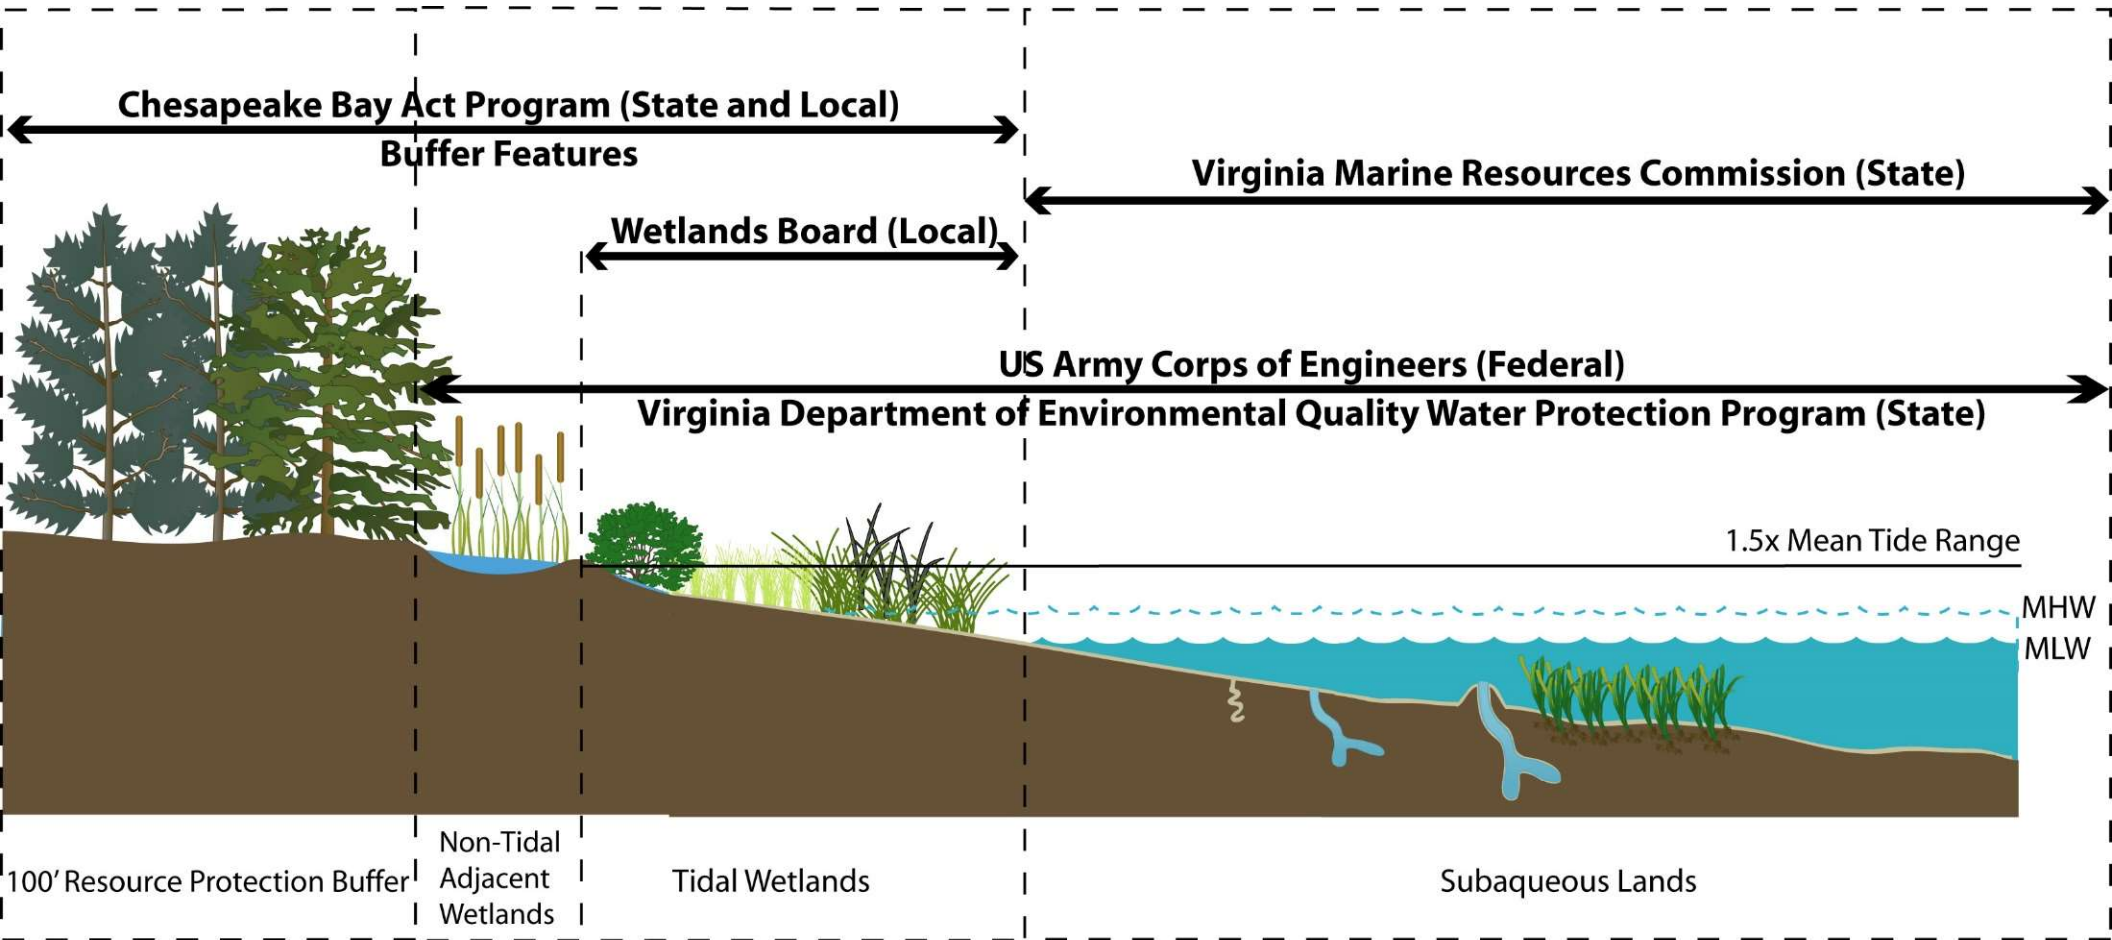 Chesapeake Bay Act Program (State and Local)
Buffer Features
Virginia Marine Resources Commission (State)
Wetlands Board (Local)
US Army Corps of Engineers (Federal)
Virginia Department of Environmental Quality Water Protection Program (State)
1.5x Mean Tide Range
MHW
MLW
100' Resource Protection Buffer
Non-Tidal
Adjacent
Wetlands
Tidal Wetlands
Subaqueous Lands